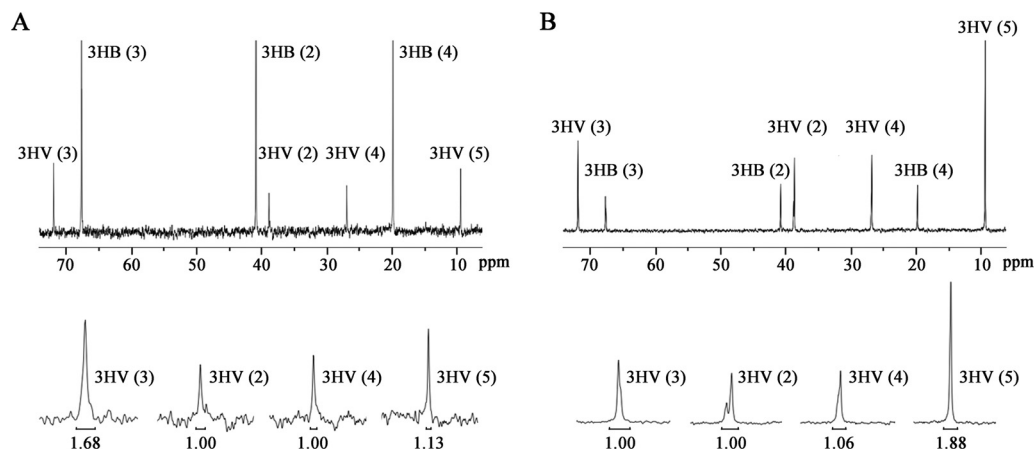 A
3HB (3)
3HB (2)
3HB (4)
3HV (3)
3HV (2)
3HV (4)
3HV (5)
70 60 50 40 30 20 10 ppm
3HV (3)
3HV (2)
3HV (4)
3HV (5)
1.68 1.00 1.00 1.13
B
3HV (5)
3HV (3)
3HV (2)
3HV (4)
3HB (3)
3HB (2)
3HB (4)
70 60 50 40 30 20 10 ppm
3HV (3)
3HV (2)
3HV (4)
3HV (5)
1.00 1.00 1.06 1.88